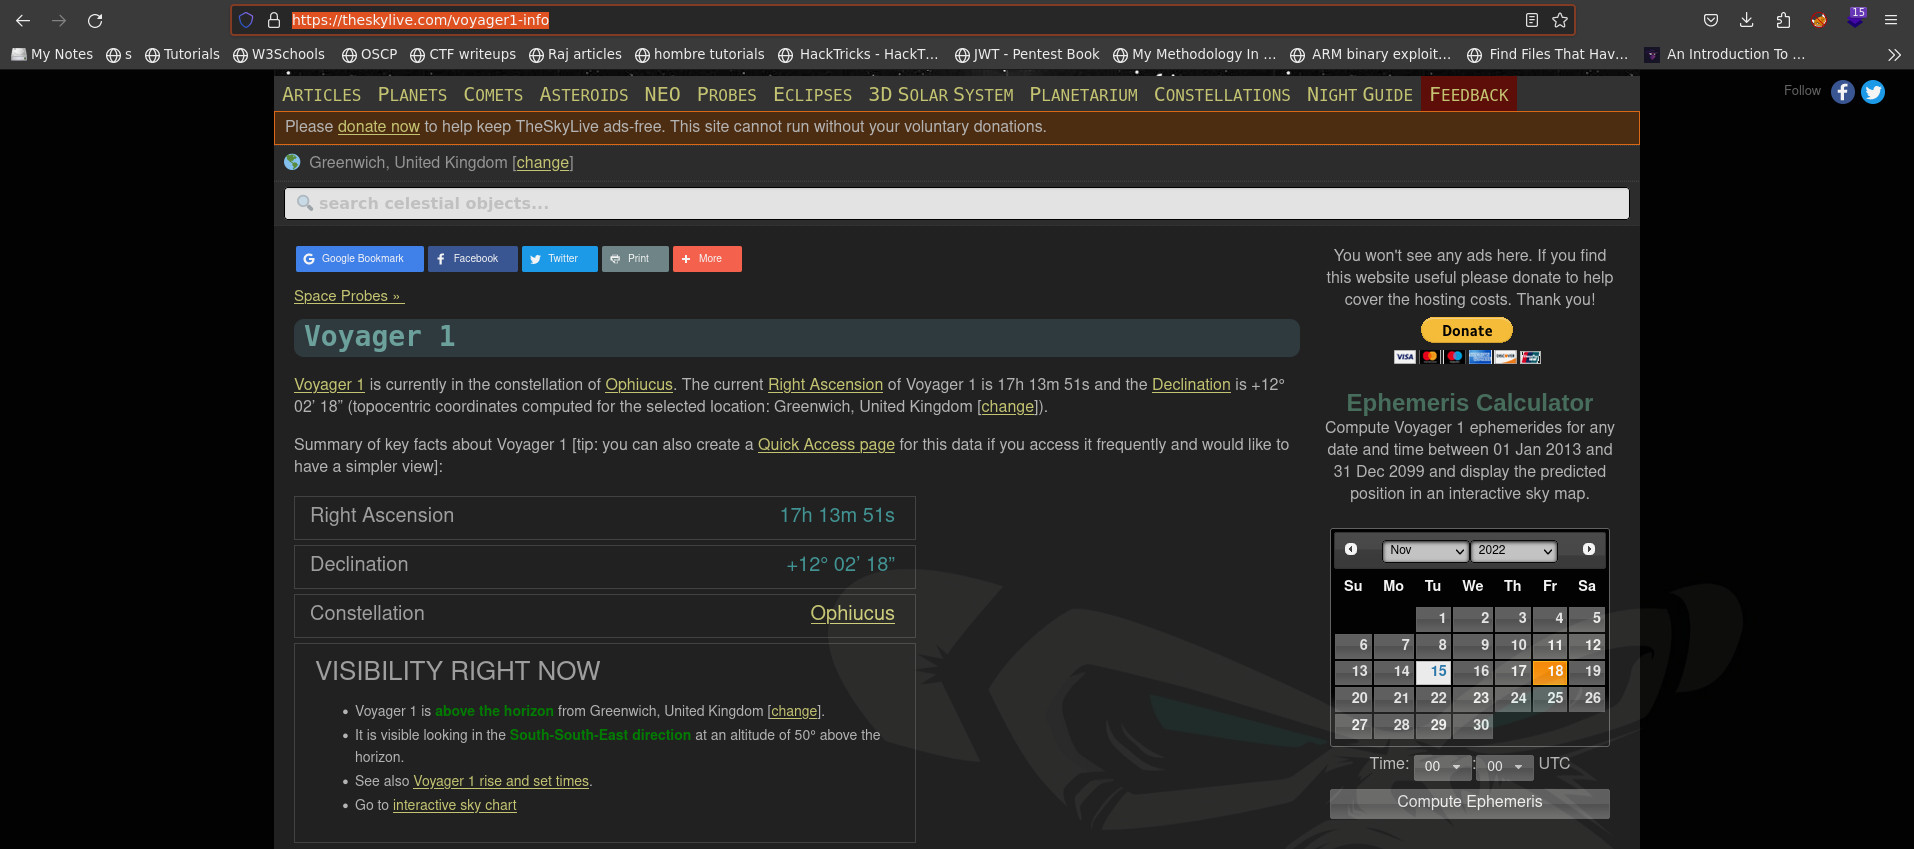 https://theskylive.com/voyager1-info
15
My Notes s Tutorials W3Schools OSCP CTF writeups Raj articles hombre tutorials HackTricks - HackT… JWT - Pentest Book My Methodology In … ARM binary exploit… Find Files That Hav… An Introduction To …
ARTICLES PLANETS COMETS ASTEROIDS NEO PROBES ECLIPSES 3D SOLAR SYSTEM PLANETARIUM CONSTELLATIONS NIGHT GUIDE FEEDBACK
Follow
Please donate now to help keep TheSkyLive ads-free. This site cannot run without your voluntary donations.
Greenwich, United Kingdom [change]
search celestial objects...
Google Bookmark Facebook Twitter Print More
Space Probes »
Voyager 1
Voyager 1 is currently in the constellation of Ophiucus. The current Right Ascension of Voyager 1 is 17h 13m 51s and the Declination is +12°
02’ 18” (topocentric coordinates computed for the selected location: Greenwich, United Kingdom [change]).
Summary of key facts about Voyager 1 [tip: you can also create a Quick Access page for this data if you access it frequently and would like to
have a simpler view]:
Right Ascension 17h 13m 51s
Declination +12° 02’ 18”
Constellation Ophiucus
VISIBILITY RIGHT NOW
• Voyager 1 is above the horizon from Greenwich, United Kingdom [change].
• It is visible looking in the South-South-East direction at an altitude of 50° above the
horizon.
• See also Voyager 1 rise and set times.
• Go to interactive sky chart
You won't see any ads here. If you find
this website useful please donate to help
cover the hosting costs. Thank you!
Donate
VISA
Ephemeris Calculator
Compute Voyager 1 ephemerides for any
date and time between 01 Jan 2013 and
31 Dec 2099 and display the predicted
position in an interactive sky map.
Nov 2022
Su Mo Tu We Th Fr Sa
1 2 3 4 5
6 7 8 9 10 11 12
13 14 15 16 17 18 19
20 21 22 23 24 25 26
27 28 29 30
Time: 00 : 00 UTC
Compute Ephemeris